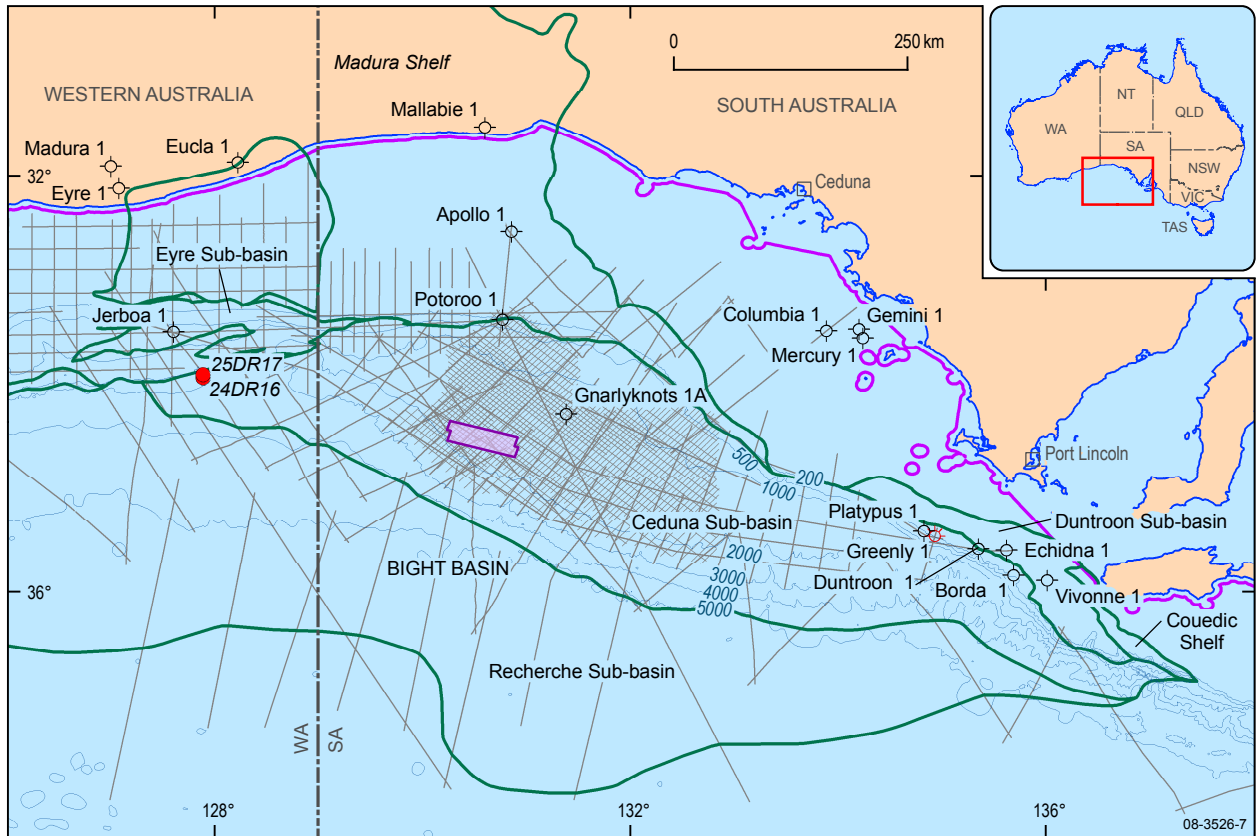 0 250 km
Madura Shelf
WESTERN AUSTRALIA
SOUTH AUSTRALIA
Mallabie 1
Madura 1
Eucla 1
Eyre 1
32°
Ceduna
Apollo 1
Eyre Sub-basin
Potoroo 1
Jerboa 1
Columbia 1
Gemini 1
Mercury 1
25DR17
24DR16
Gnarlyknots 1A
Port Lincoln
200
500
1000
2000
3000
4000
5000
Platypus 1
Ceduna Sub-basin
Duntroon Sub-basin
Greenly 1
Echidna 1
Duntroon 1
Borda 1
Vivonne 1
BIGHT BASIN
36°
Couedic
Shelf
Recherche Sub-basin
WA
SA
128°
132°
136°
08-3526-7
NT
QLD
WA
SA
NSW
VIC
TAS